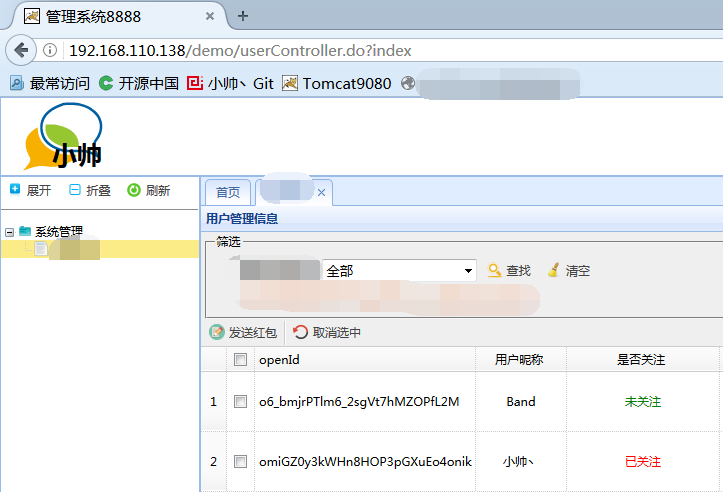 管理系统8888
192.168.110.138/demo/userController.do?index
最常访问 开源中国 小帅丶Git Tomcat9080
小帅
展开 折叠 刷新
首页
系统管理
用户管理信息
筛选
全部 查找 清空
发送红包 取消选中
openId 用户昵称 是否关注
1 o6_bmjrPTlm6_2sgVt7hMZOPfL2M Band 未关注
2 omiGZ0y3kWHn8HOP3pGXuEo4onik 小帅丶 已关注